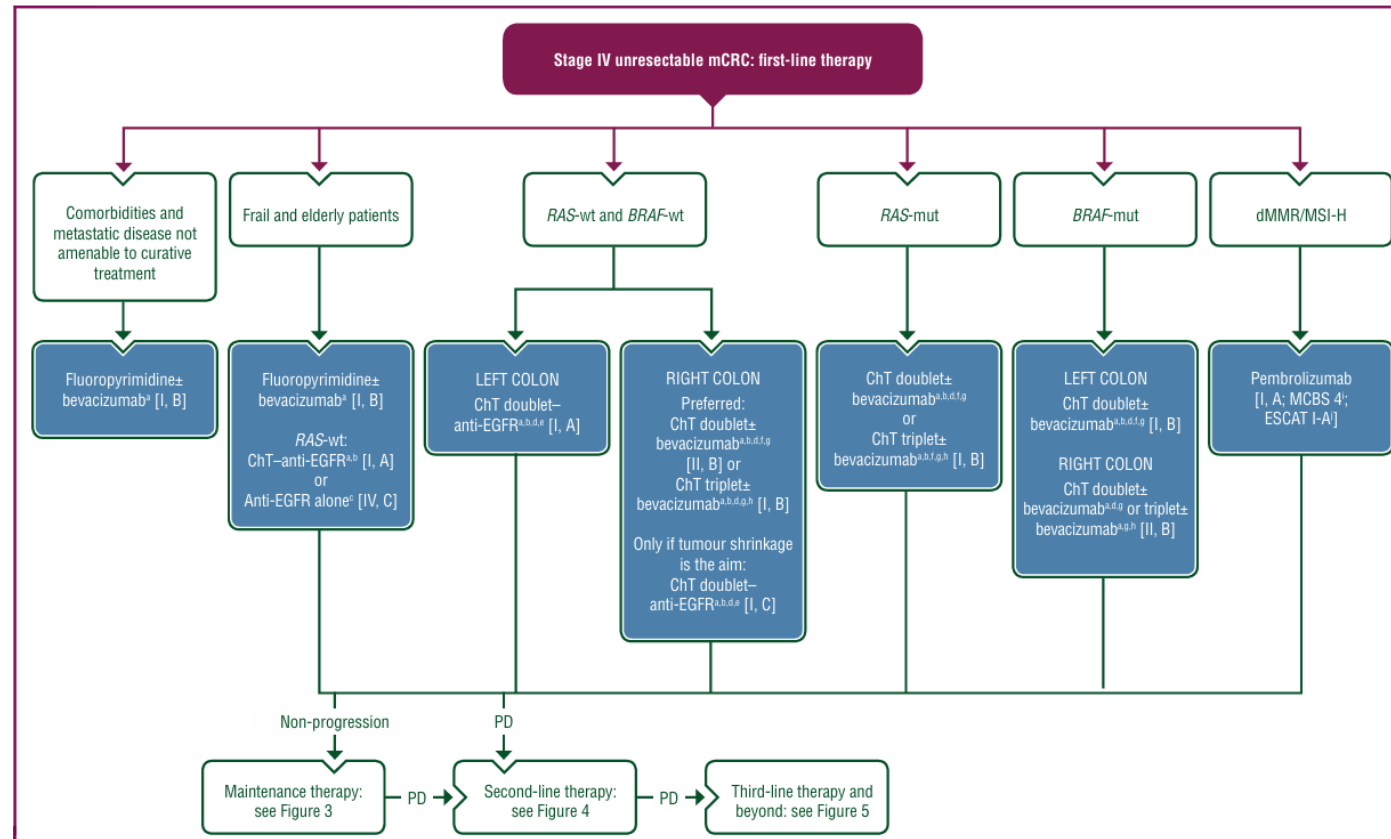 Stage IV unresectable mCRC: first-line therapy
Comorbidities and
metastatic disease not
amenable to curative
treatment
Frail and elderly patients
RAS-wt and BRAF-wt
RAS-mut
BRAF-mut
dMMR/MSI-H
Fluoropyrimidine±
bevacizumabᵃ [I, B]
Fluoropyrimidine±
bevacizumabᵃ [I, B]
RAS-wt:
ChT–anti-EGFRᵃ,ᵇ [I, A]
or
Anti-EGFR aloneᶜ [IV, C]
LEFT COLON
ChT doublet–
anti-EGFRᵃ,ᵇ,ᵈ,ᵉ [I, A]
RIGHT COLON
Preferred:
ChT doublet±
bevacizumabᵃ,ᵇ,ᵈ,ᶠ,ᵍ
[II, B] or
ChT triplet±
bevacizumabᵃ,ᵇ,ᵈ,ᵍ,ʰ [I, B]
Only if tumour shrinkage
is the aim:
ChT doublet–
anti-EGFRᵃ,ᵇ,ᵈ,ᵉ [I, C]
ChT doublet±
bevacizumabᵃ,ᵇ,ᵈ,ᶠ,ᵍ
or
ChT triplet±
bevacizumabᵃ,ᵇ,ᶠ,ᵍ,ʰ [I, B]
LEFT COLON
ChT doublet±
bevacizumabᵃ,ᵇ,ᵈ,ᶠ,ᵍ [I, B]
RIGHT COLON
ChT doublet±
bevacizumabᵃ,ᵈ,ᵍ or triplet±
bevacizumabᵃ,ᵍ,ʰ [II, B]
Pembrolizumab
[I, A; MCBS 4ⁱ;
ESCAT I-Aʲ]
Non-progression
PD
Maintenance therapy:
see Figure 3
PD
Second-line therapy:
see Figure 4
PD
Third-line therapy and
beyond: see Figure 5